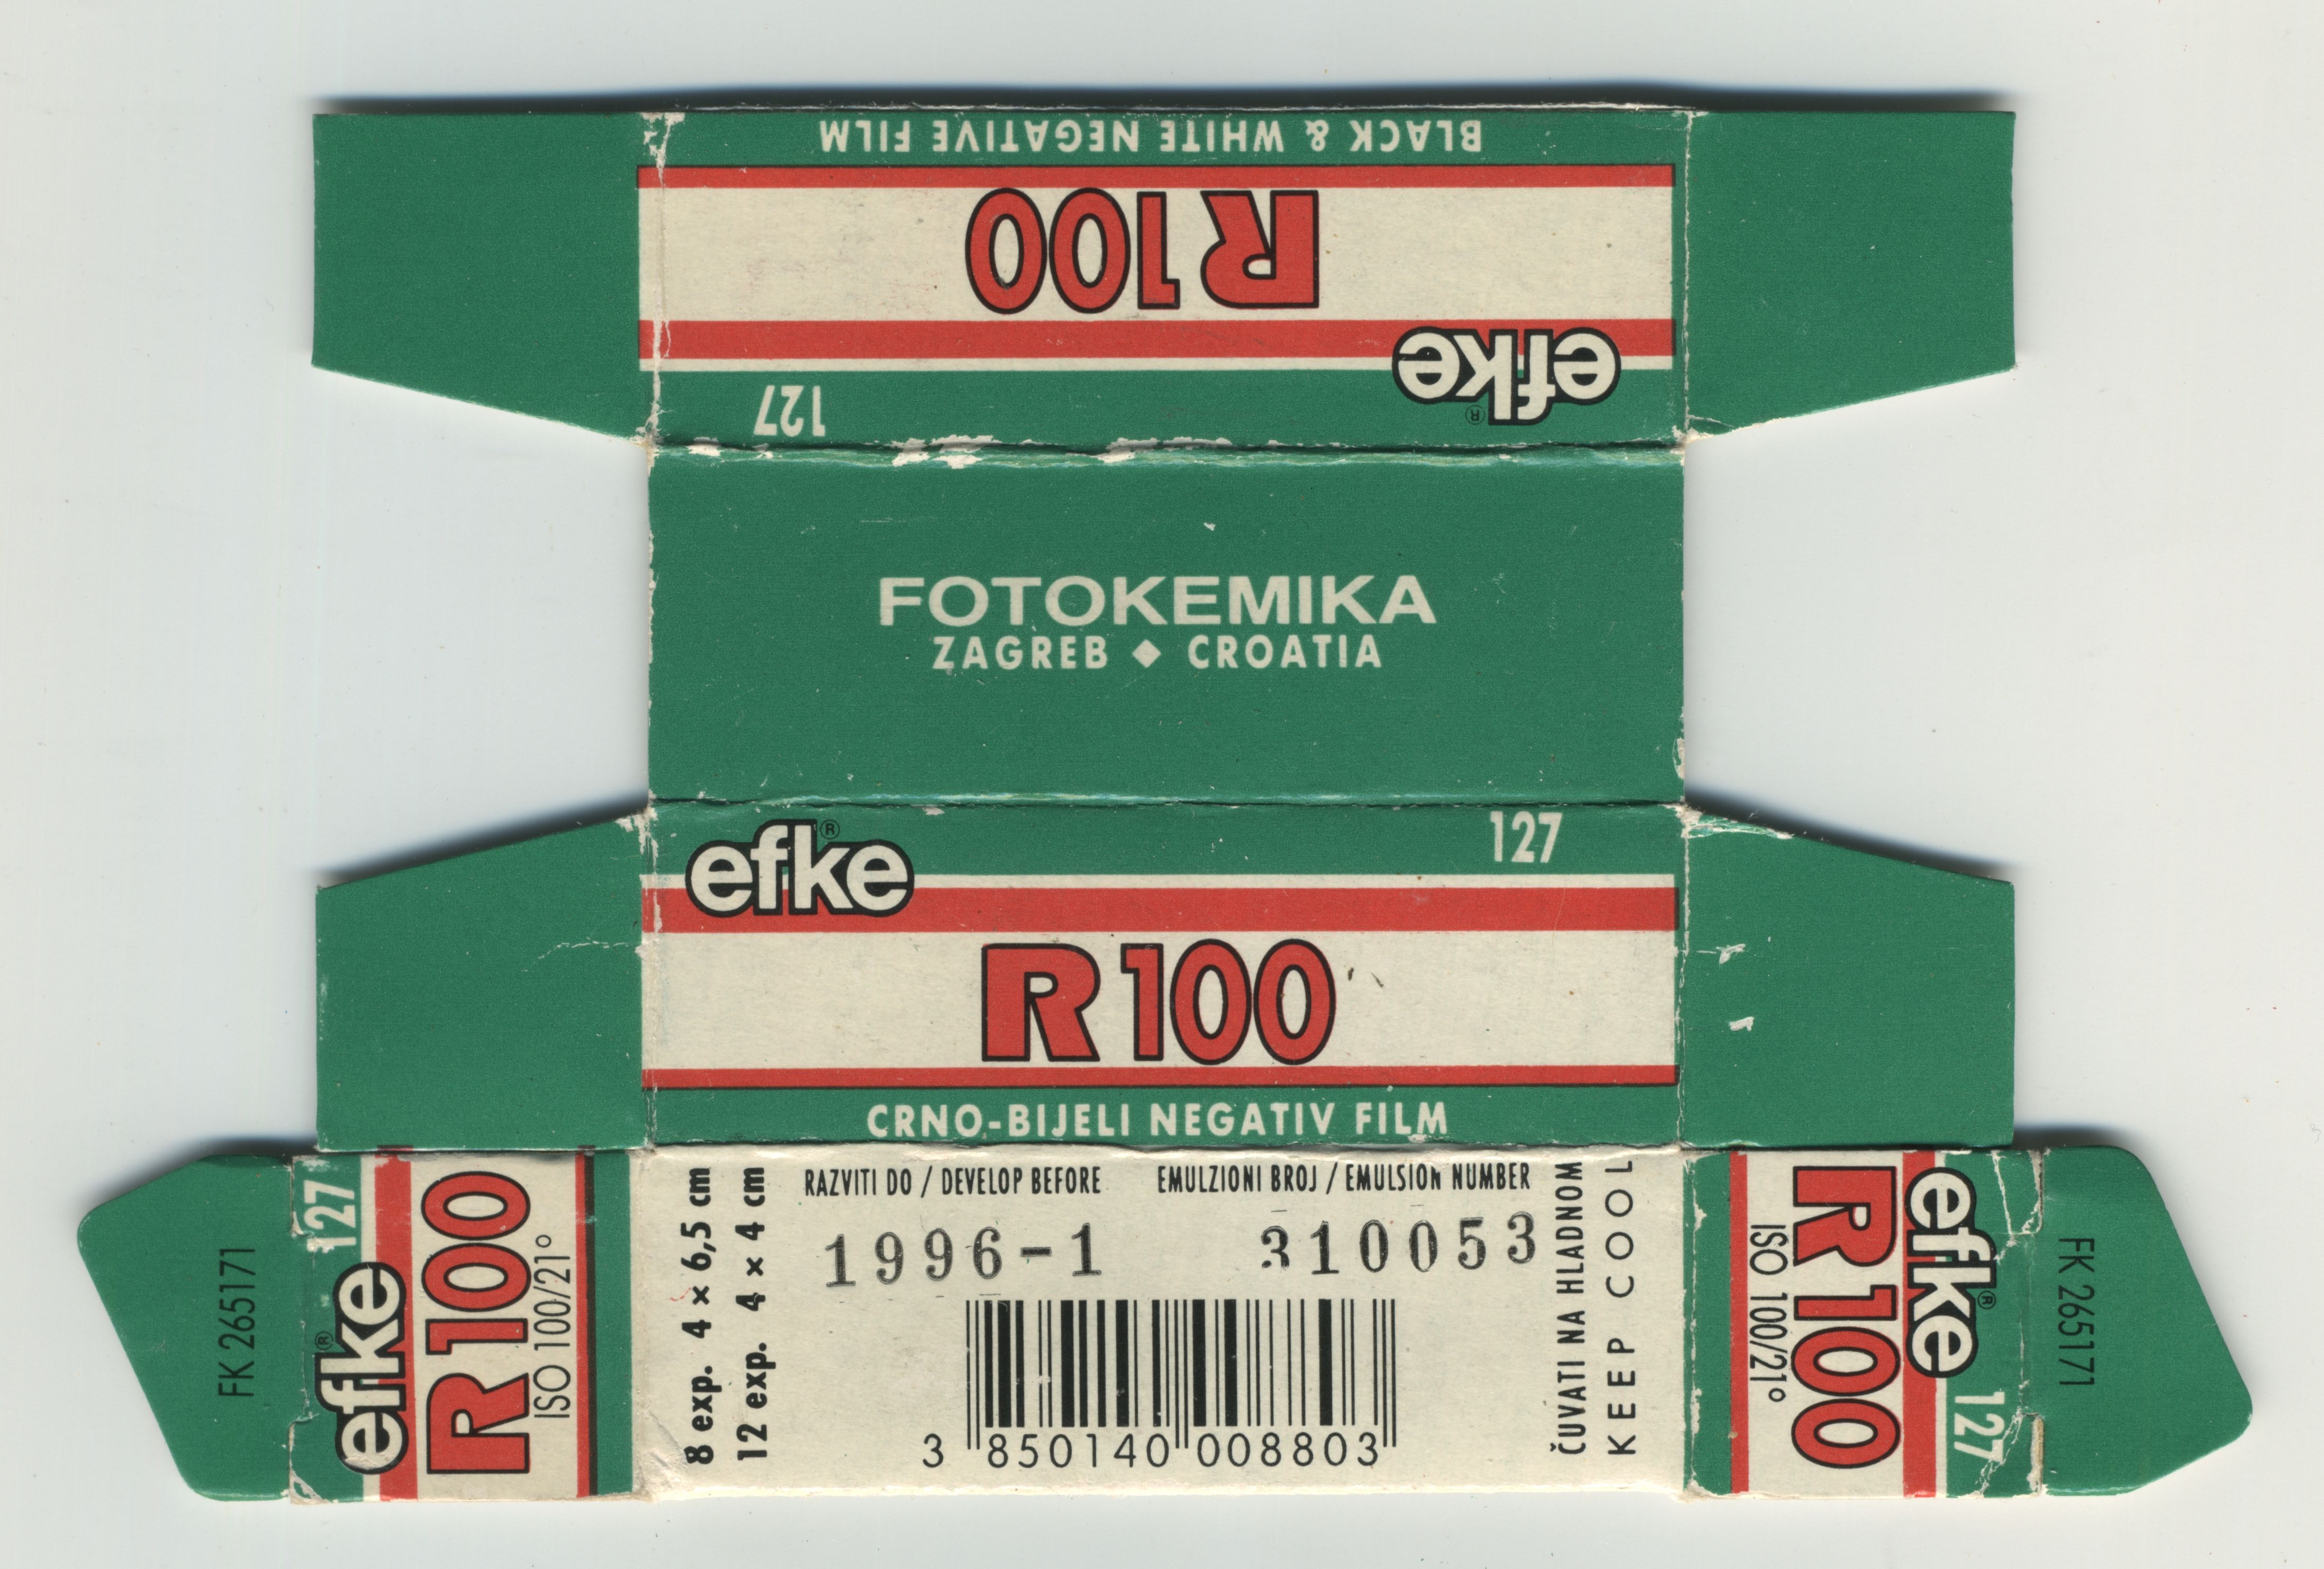 BLACK & WHITE NEGATIVE FILM
R 100
efke®
127
FOTOKEMIKA
ZAGREB ◆ CROATIA
efke®
127
R 100
CRNO-BIJELI NEGATIV FILM
FK 265171
127
efke®
R 100
ISO 100/21°
8 exp. 4 × 6,5 cm
12 exp. 4 × 4 cm
RAZVITI DO / DEVELOP BEFORE
EMULZIONI BROJ / EMULSION NUMBER
1996-1
310053
3 850140 008803
ČUVATI NA HLADNOM
KEEP COOL
efke®
127
R 100
ISO 100/21°
FK 265171